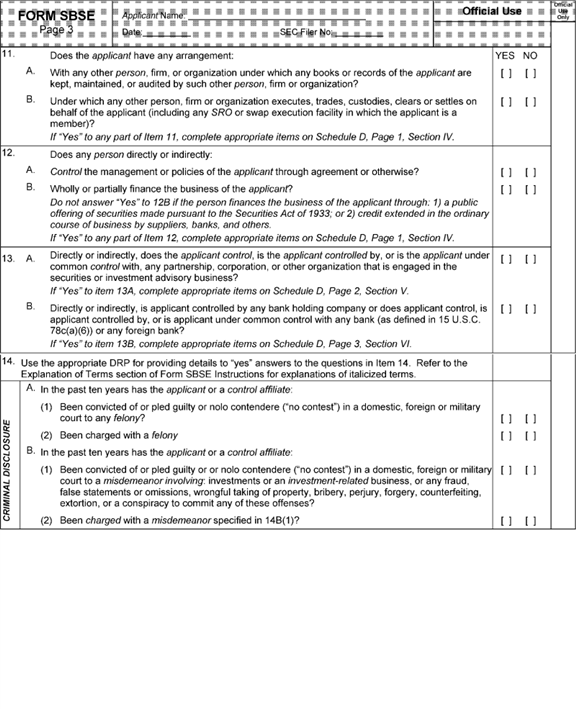 FORM SBSE
Page 3
Applicant Name:
Date:
SEC Filer No:
Official Use
Official
Use
Only
11. Does the applicant have any arrangement: YES NO
A. With any other person, firm, or organization under which any books or records of the applicant are [ ] [ ]
kept, maintained, or audited by such other person, firm or organization?
B. Under which any other person, firm or organization executes, trades, custodies, clears or settles on [ ] [ ]
behalf of the applicant (including any SRO or swap execution facility in which the applicant is a
member)?
If "Yes" to any part of Item 11, complete appropriate items on Schedule D, Page 1, Section IV.
12. Does any person directly or indirectly:
A. Control the management or policies of the applicant through agreement or otherwise? [ ] [ ]
B. Wholly or partially finance the business of the applicant? [ ] [ ]
Do not answer "Yes" to 12B if the person finances the business of the applicant through: 1) a public
offering of securities made pursuant to the Securities Act of 1933; or 2) credit extended in the ordinary
course of business by suppliers, banks, and others.
If "Yes" to any part of Item 12, complete appropriate items on Schedule D, Page 1, Section IV.
13. A. Directly or indirectly, does the applicant control, is the applicant controlled by, or is the applicant under [ ] [ ]
common control with, any partnership, corporation, or other organization that is engaged in the
securities or investment advisory business?
If "Yes" to item 13A, complete appropriate items on Schedule D, Page 2, Section V.
B. Directly or indirectly, is applicant controlled by any bank holding company or does applicant control, is [ ] [ ]
applicant controlled by, or is applicant under common control with any bank (as defined in 15 U.S.C.
78c(a)(6)) or any foreign bank?
If "Yes" to item 13B, complete appropriate items on Schedule D, Page 3, Section VI.
14. Use the appropriate DRP for providing details to "yes" answers to the questions in Item 14. Refer to the
Explanation of Terms section of Form SBSE Instructions for explanations of italicized terms.
CRIMINAL DISCLOSURE
A. In the past ten years has the applicant or a control affiliate:
(1) Been convicted of or pled guilty or nolo contendere ("no contest") in a domestic, foreign or military
court to any felony? [ ] [ ]
(2) Been charged with a felony [ ] [ ]
B. In the past ten years has the applicant or a control affiliate:
(1) Been convicted of or pled guilty or or nolo contendere ("no contest") in a domestic, foreign or military [ ] [ ]
court to a misdemeanor involving: investments or an investment-related business, or any fraud,
false statements or omissions, wrongful taking of property, bribery, perjury, forgery, counterfeiting,
extortion, or a conspiracy to commit any of these offenses?
(2) Been charged with a misdemeanor specified in 14B(1)? [ ] [ ]